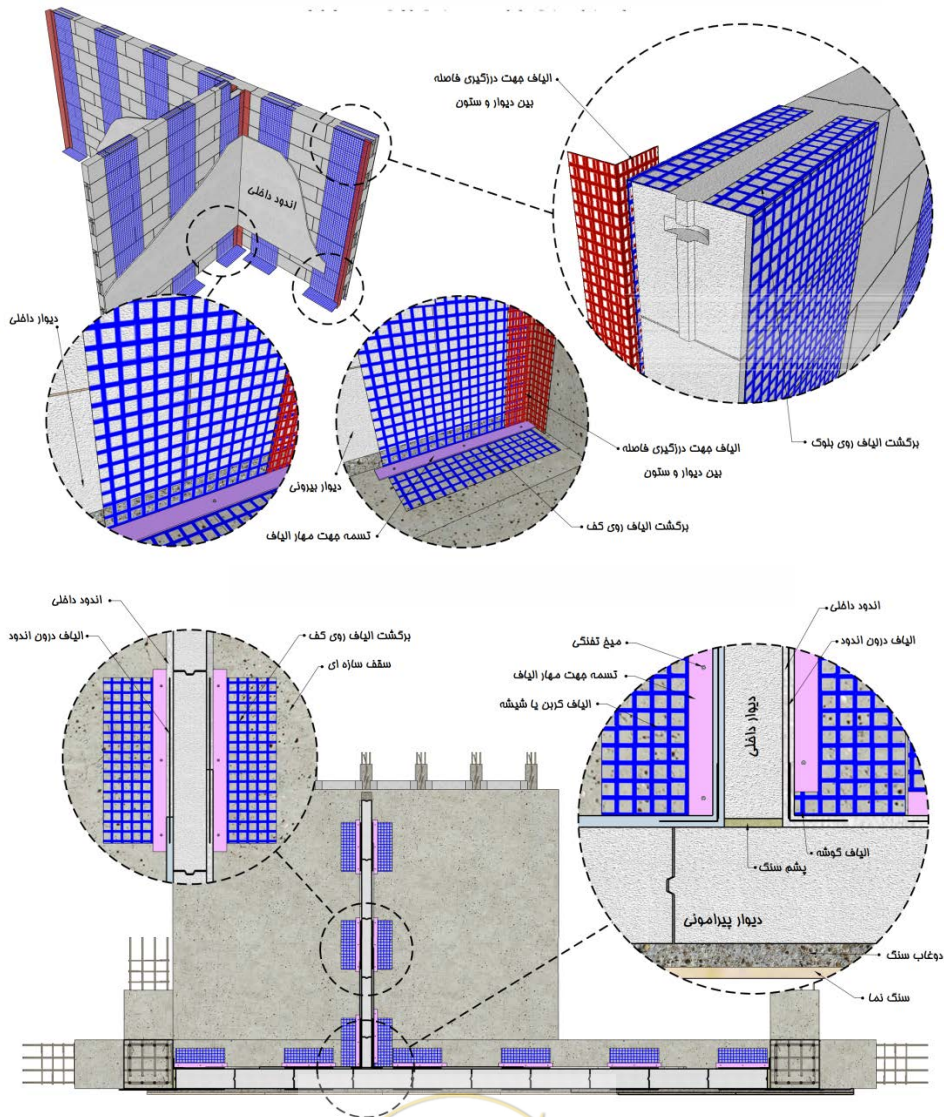 الیاف جهت درزگیری فاصله
بین دیوار و ستون
اندود داخلی
دیوار داخلی
دیوار بیرونی
تسمه جهت مهار الیاف
الیاف جهت درزگیری فاصله
بین دیوار و ستون
برگشت الیاف روی کف
برگشت الیاف روی بلوک
اندود داخلی
الیاف درون اندود
برگشت الیاف روی کف
سقف سازه ای
میخ تفنگی
تسمه جهت مهار الیاف
الیاف کربن یا شیشه
دیوار داخلی
اندود داخلی
الیاف درون اندود
الیاف گوشه
پشم سنگ
دیوار پیرامونی
دوغاب سنگ
سنگ نما